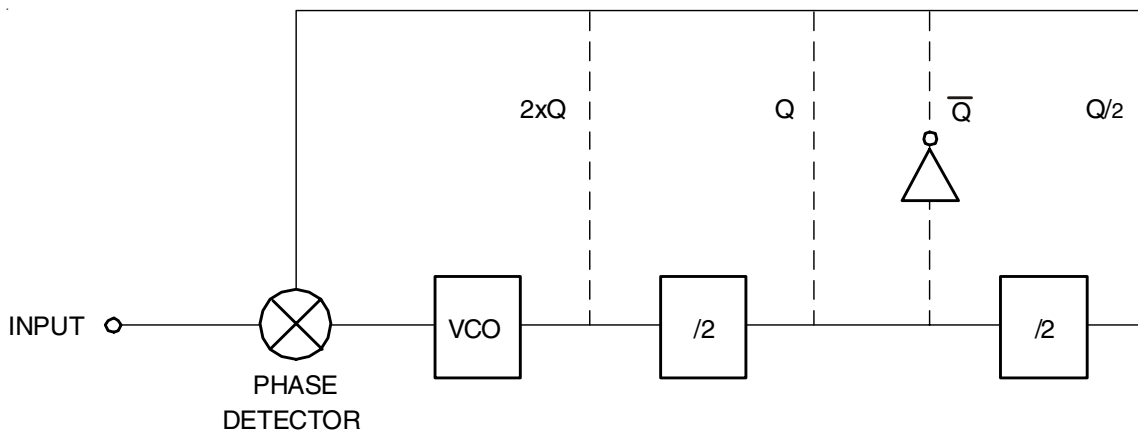 2xQ
Q
Q̅
Q/2
INPUT
VCO
/2
/2
PHASE
DETECTOR